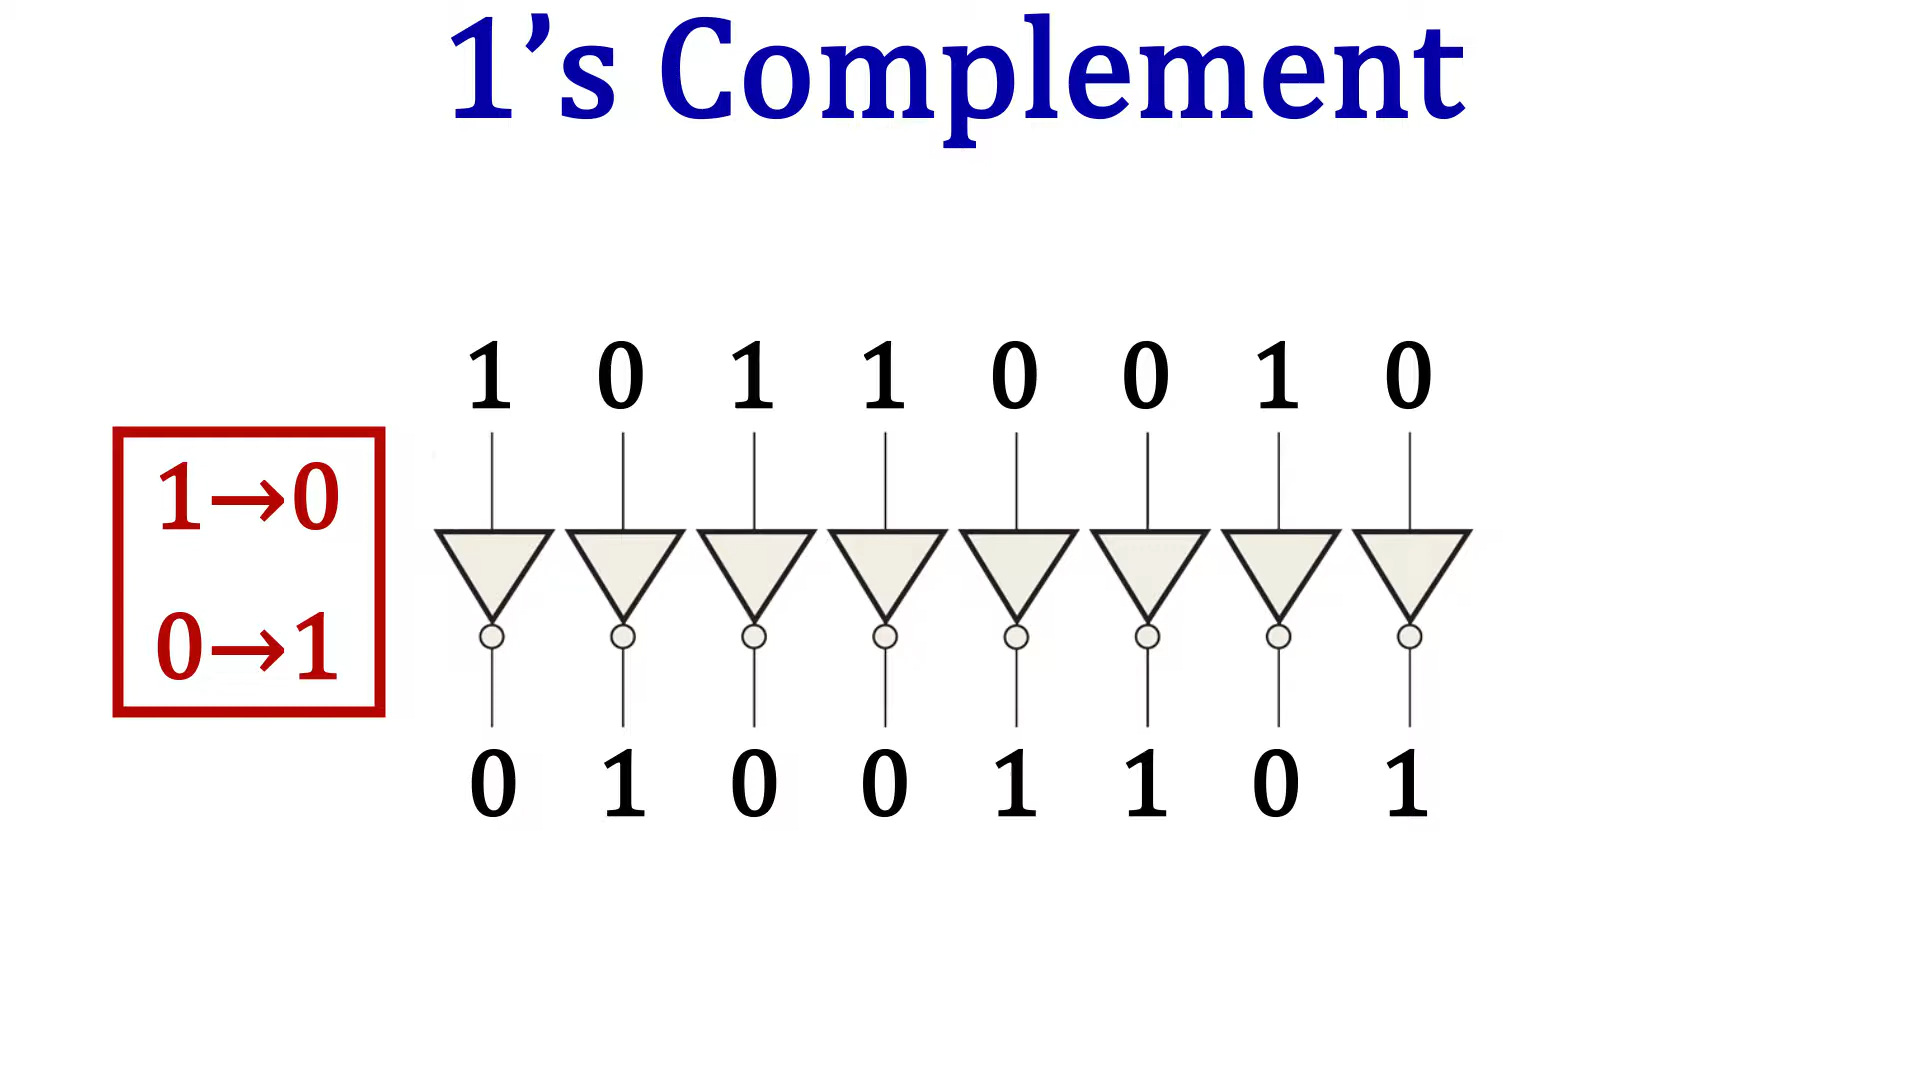 1’s Complement
1 0 1 1 0 0 1 0
1→0
0→1
0 1 0 0 1 1 0 1